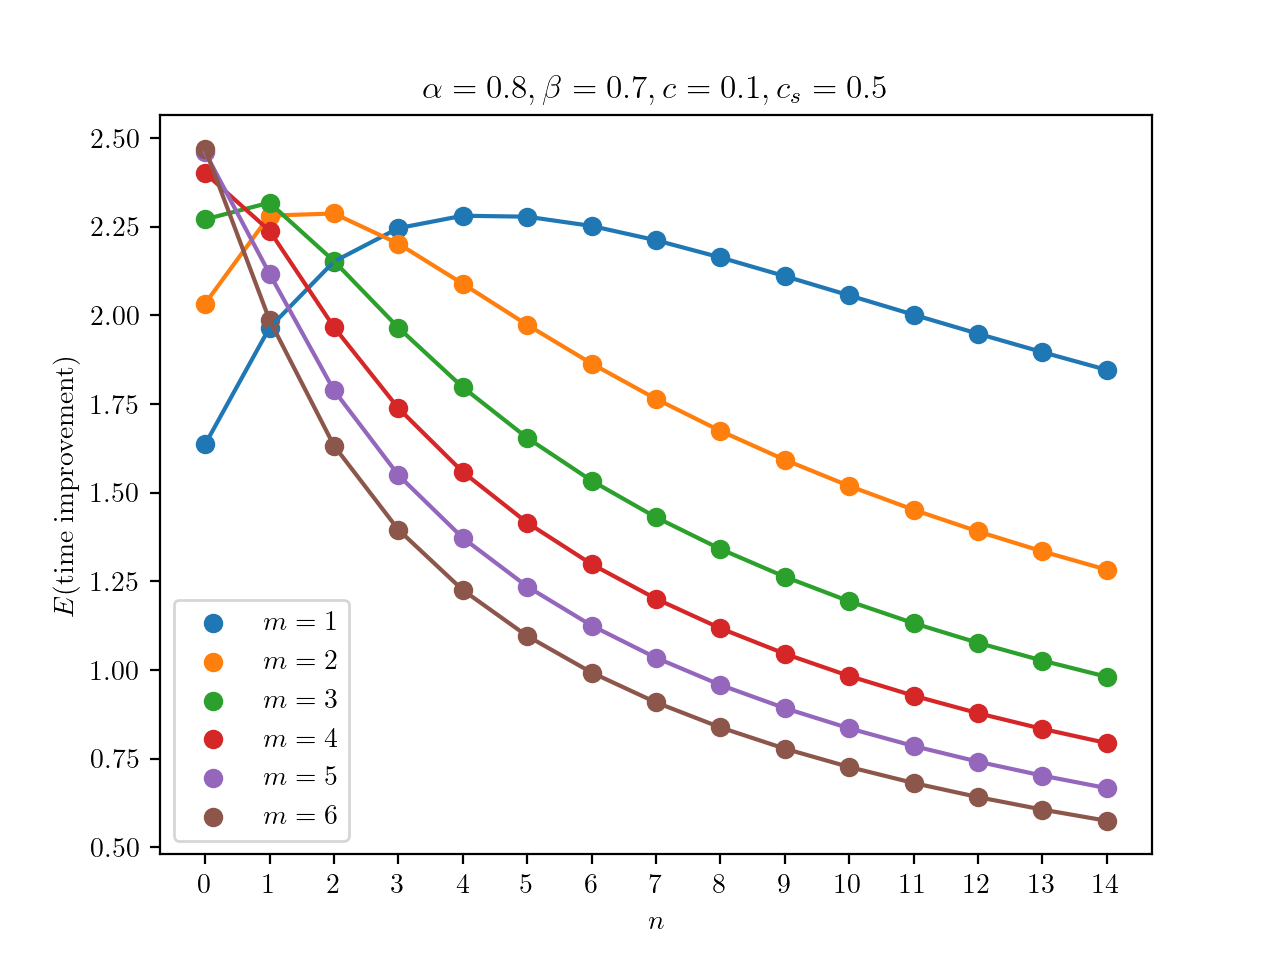 α = 0.8, β = 0.7, c = 0.1, c_s = 0.5
2.50
2.25
2.00
1.75
1.50
1.25
1.00
0.75
0.50
E(time improvement)
m = 1
m = 2
m = 3
m = 4
m = 5
m = 6
0 1 2 3 4 5 6 7 8 9 10 11 12 13 14
n